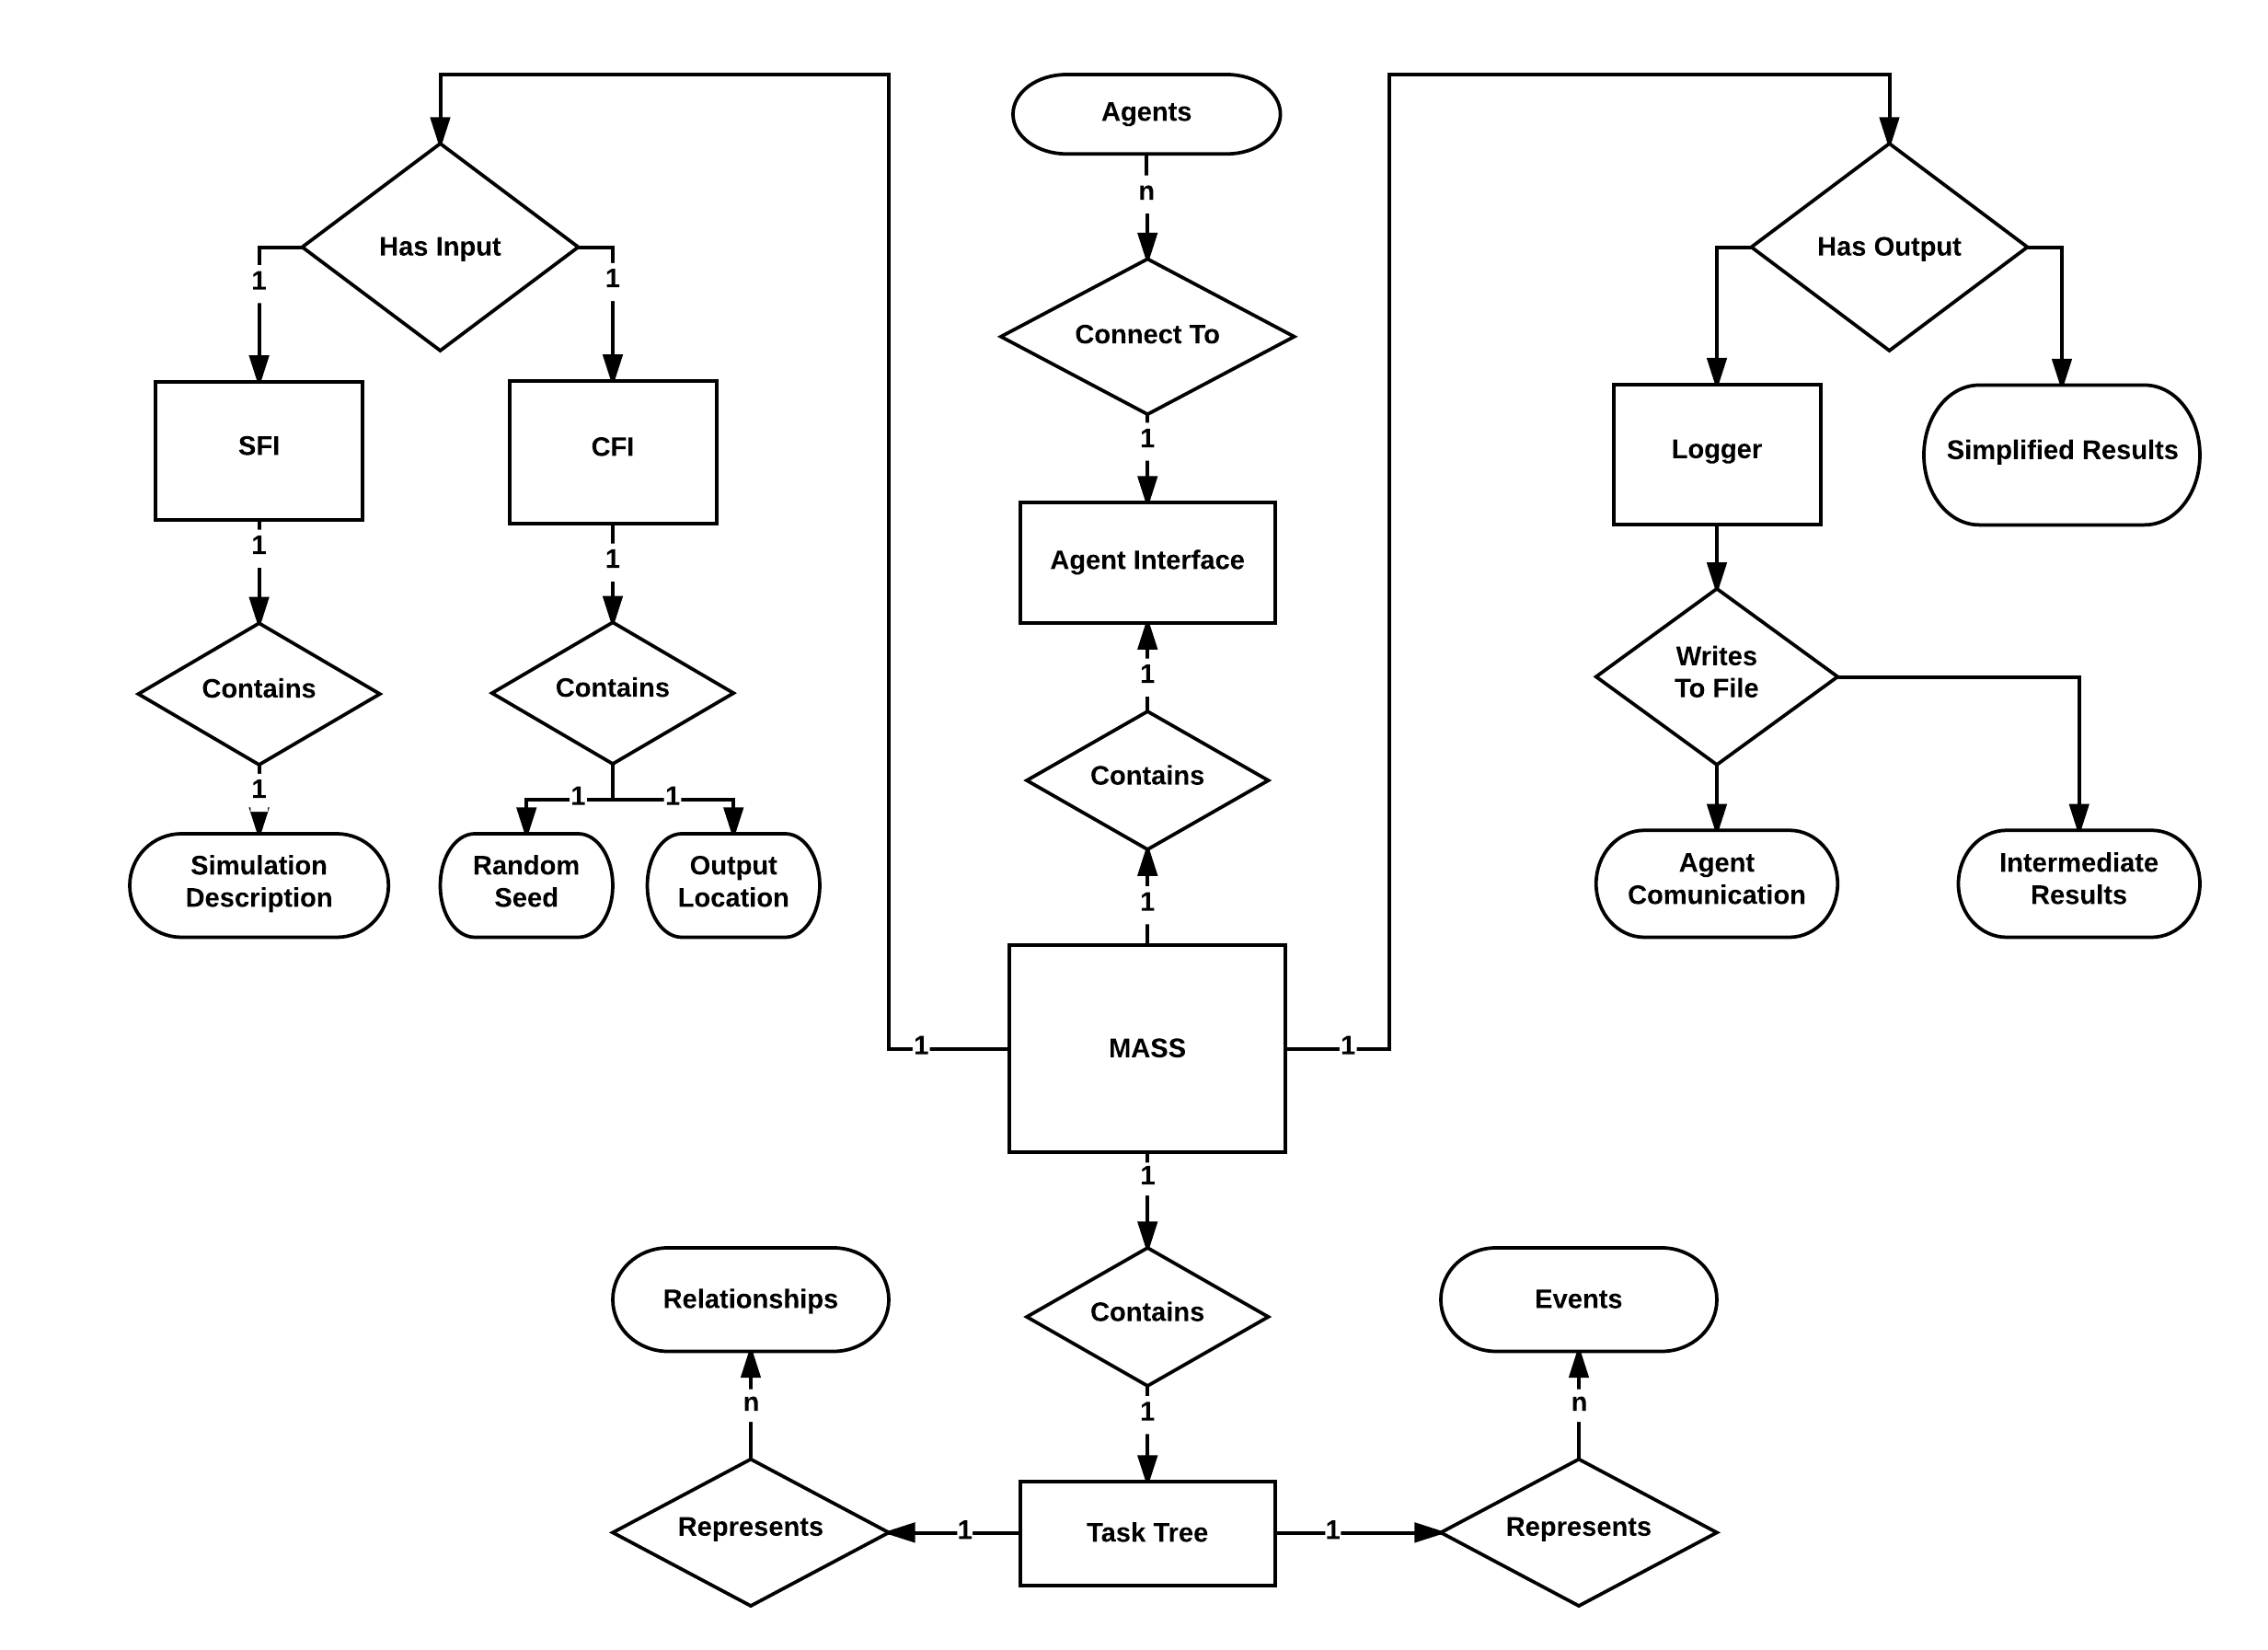 Agents
n
Has Input
Has Output
1
1
Connect To
1
SFI
CFI
Logger
Simplified Results
1
1
Agent Interface
1
Contains
Contains
Writes
To File
Contains
1
1
1
Simulation
Description
Random
Seed
Output
Location
Agent
Comunication
Intermediate
Results
1
1
MASS
1
1
Relationships
Contains
Events
n
1
n
Represents
1
Task Tree
1
Represents